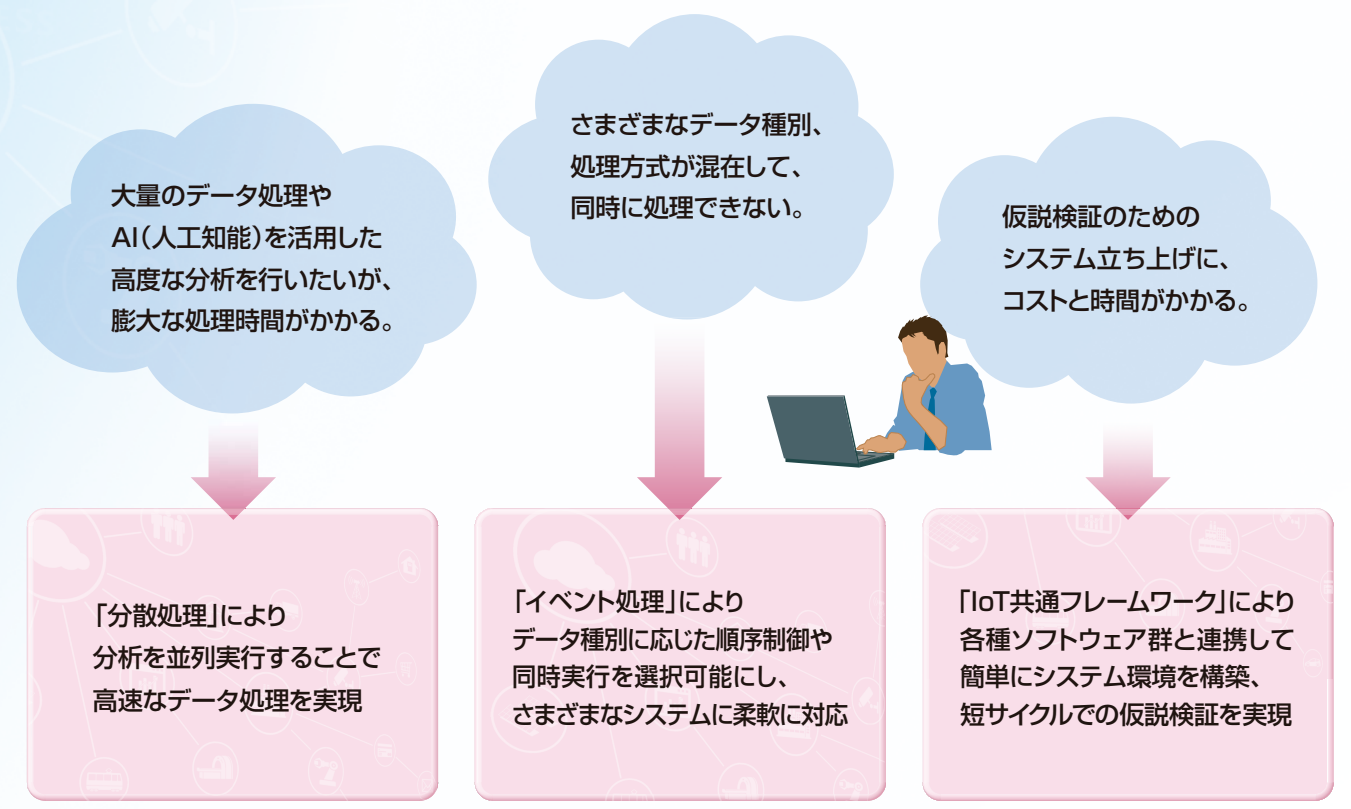 大量のデータ処理や
AI（人工知能）を活用した
高度な分析を行いたいが、
膨大な処理時間がかかる。
さまざまなデータ種別、
処理方式が混在して、
同時に処理できない。
仮説検証のための
システム立ち上げに、
コストと時間がかかる。
「分散処理」により
分析を並列実行することで
高速なデータ処理を実現
「イベント処理」により
データ種別に応じた順序制御や
同時実行を選択可能にし、
さまざまなシステムに柔軟に対応
「IoT共通フレームワーク」により
各種ソフトウェア群と連携して
簡単にシステム環境を構築、
短サイクルでの仮説検証を実現